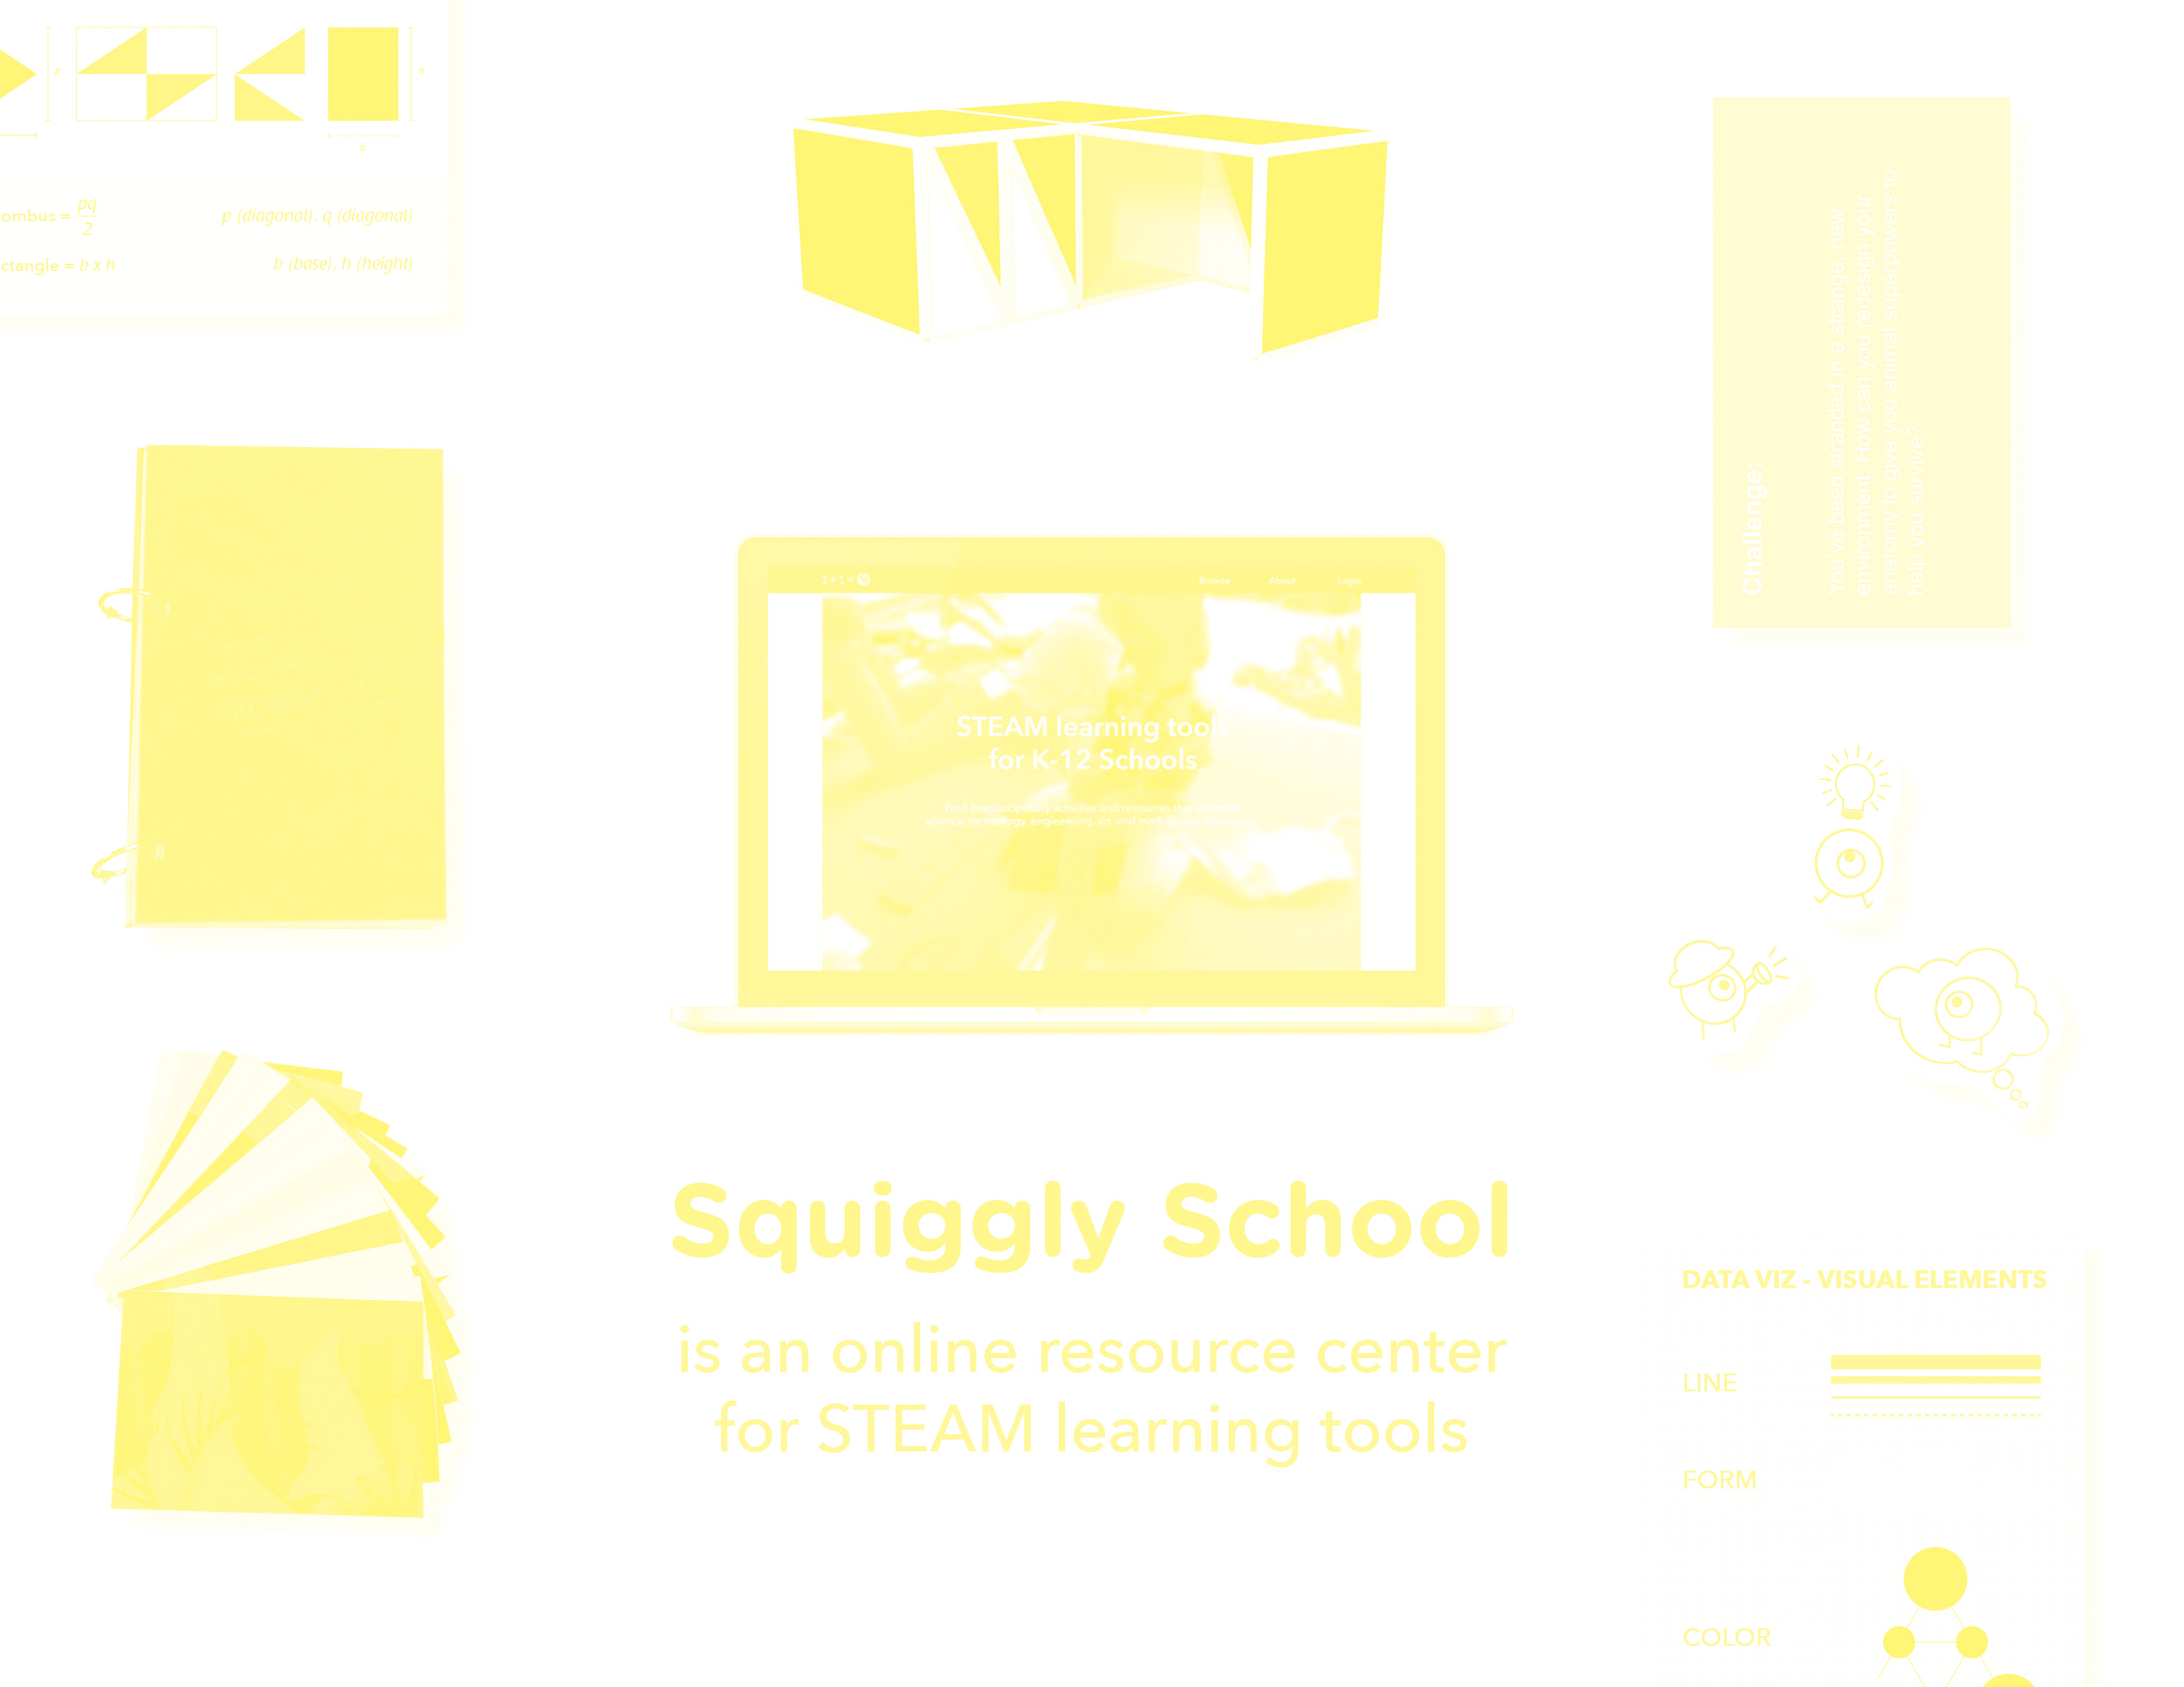 p
b
b
ombus = pq/2
p (diagonal), q (diagonal)
ctangle = b x h
b (base), h (height)
Challenge:
You've been stranded in a strange, new
environment. How can you redesign your
anatomy to give you animal superpowers to
help you survive?
1+1=
Browse About Login
STEAM learning tools
for K-12 Schools
Find interdisciplinary activities and resources that integrate
science, technology, engineering, art, and math in your classroom
Squiggly School
is an online resource center
for STEAM learning tools
DATA VIZ - VISUAL ELEMENTS
LINE
FORM
COLOR